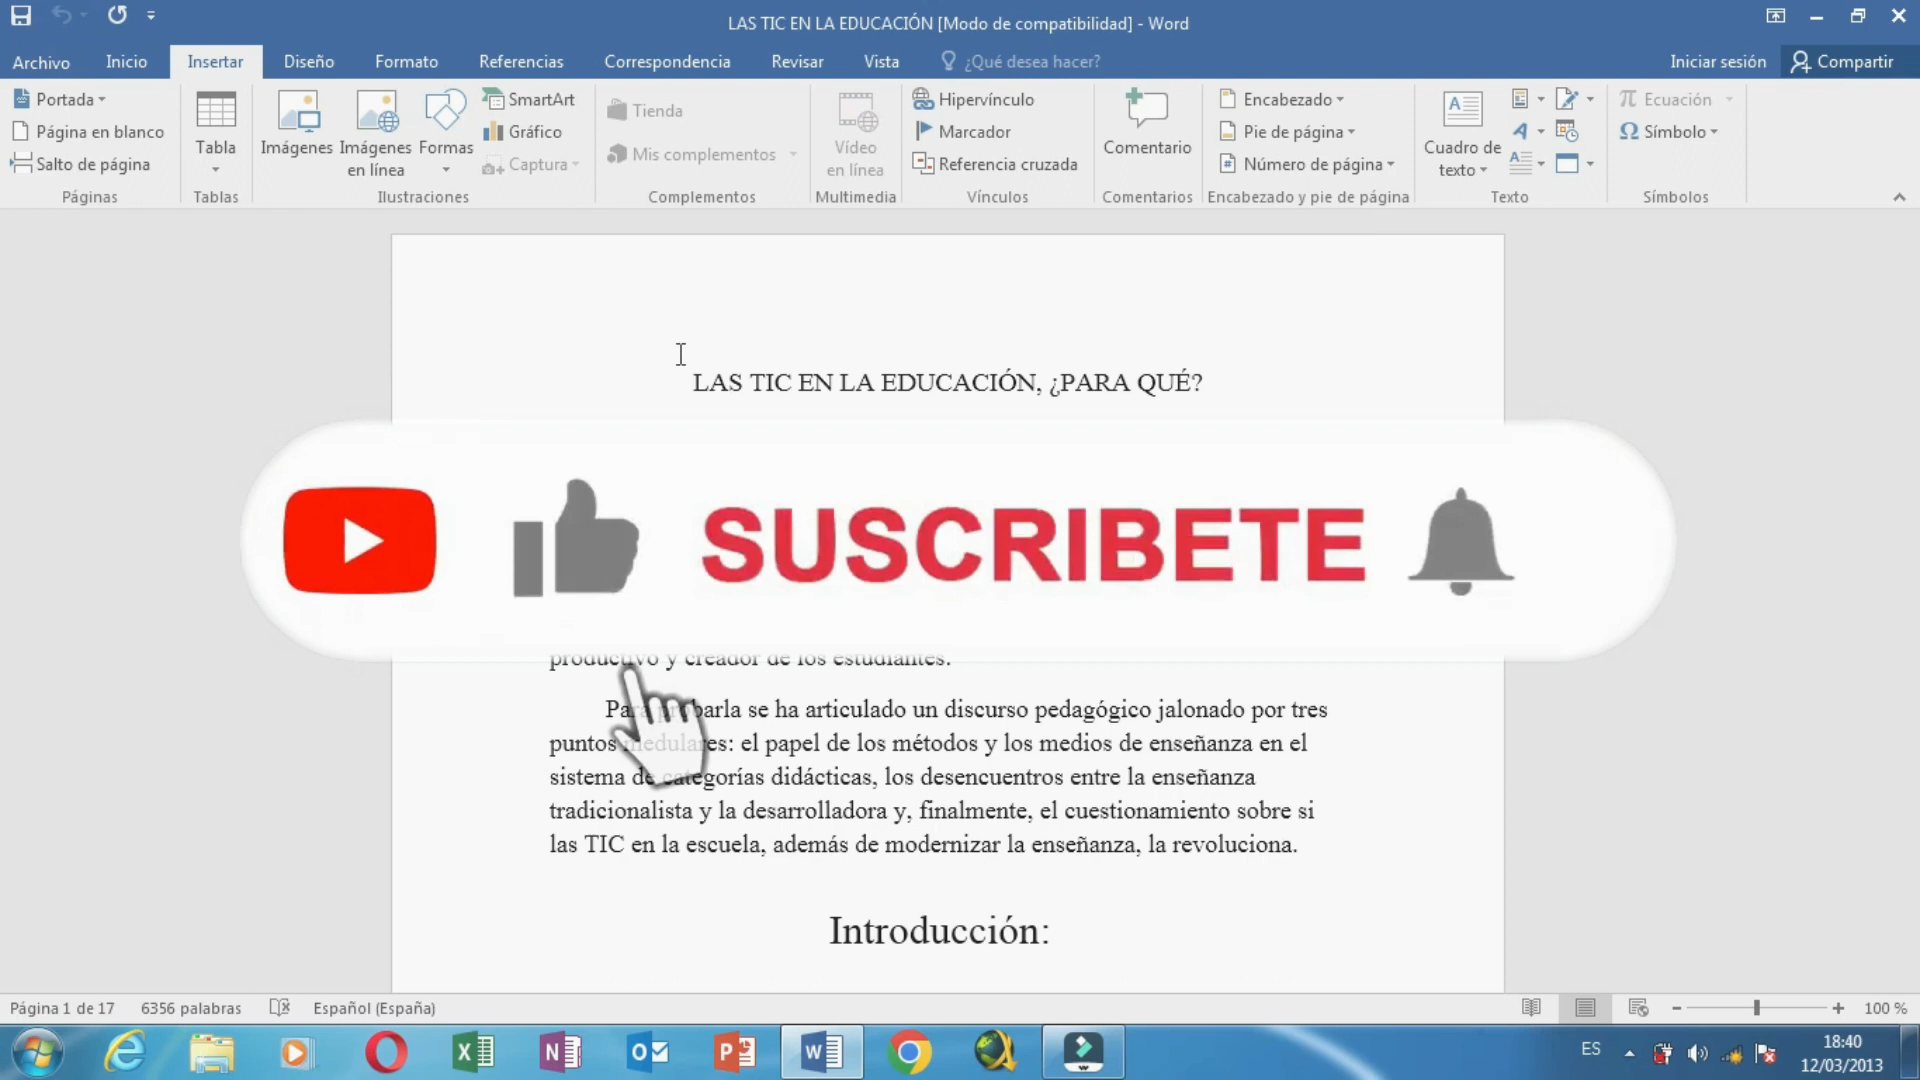 LAS TIC EN LA EDUCACIÓN [Modo de compatibilidad] - Word
Archivo Inicio Insertar Diseño Formato Referencias Correspondencia Revisar Vista ¿Qué desea hacer? Iniciar sesión Compartir
Portada
Página en blanco
Salto de página
Páginas
Tabla
Tablas
Imágenes
Imágenes en línea
Formas
SmartArt
Gráfico
Captura
Ilustraciones
Tienda
Mis complementos
Complementos
Vídeo
en línea
Multimedia
Hipervínculo
Marcador
Referencia cruzada
Vínculos
Comentario
Comentarios
Encabezado
Pie de página
Número de página
Encabezado y pie de página
Cuadro de
texto
Texto
Ecuación
Símbolo
Símbolos
LAS TIC EN LA EDUCACIÓN, ¿PARA QUÉ?
SUSCRIBETE
productivo y creador de los estudiantes.
Para probarla se ha articulado un discurso pedagógico jalonado por tres
puntos medulares: el papel de los métodos y los medios de enseñanza en el
sistema de categorías didácticas, los desencuentros entre la enseñanza
tradicionalista y la desarrolladora y, finalmente, el cuestionamiento sobre si
las TIC en la escuela, además de modernizar la enseñanza, la revoluciona.
Introducción:
Página 1 de 17 6356 palabras Español (España) 100 %
ES 18:40
12/03/2013